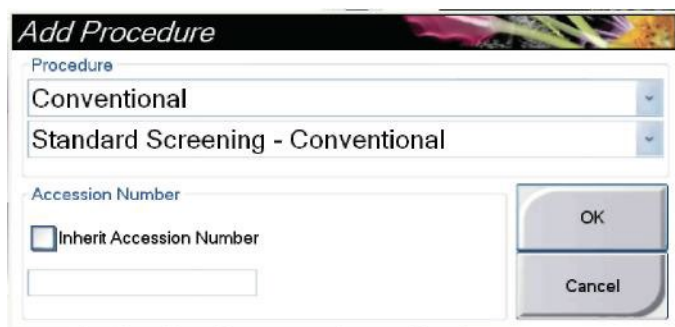 Add Procedure
Procedure
Conventional
Standard Screening - Conventional
Accession Number
Inherit Accession Number
OK
Cancel